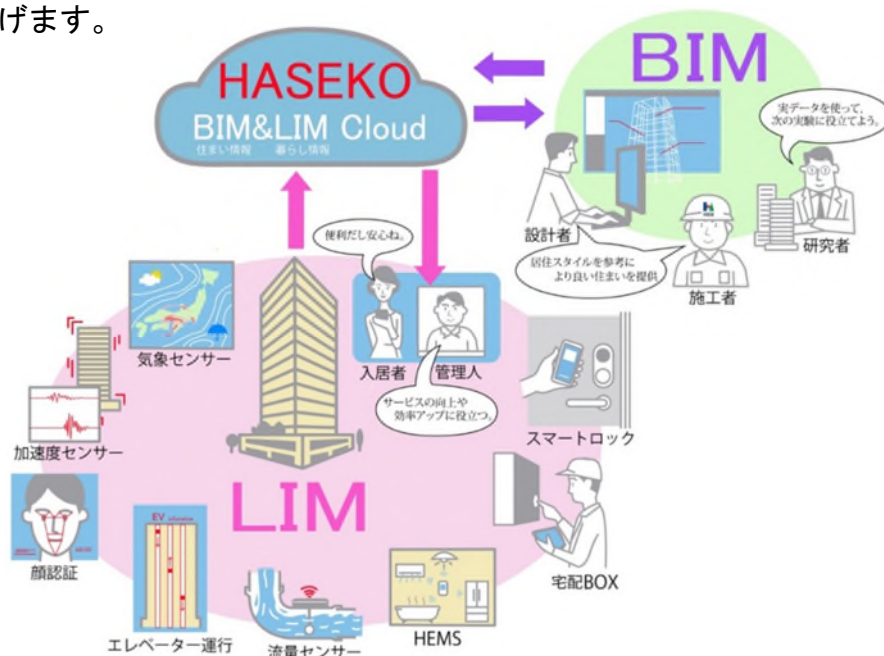 げます。
HASEKO
BIM&LIM Cloud
住まい情報 暮らし情報
BIM
実データを使って、
次の実験に役立てよう。
設計者
研究者
居住スタイルを参考に
より良い住まいを提供
施工者
便利だし安心ね。
気象センサー
入居者 管理人
サービスの向上や
効率アップに役立つ。
スマートロック
加速度センサー
LIM
顔認証
EV
宅配BOX
エレベーター運行
流量センサー
HEMS